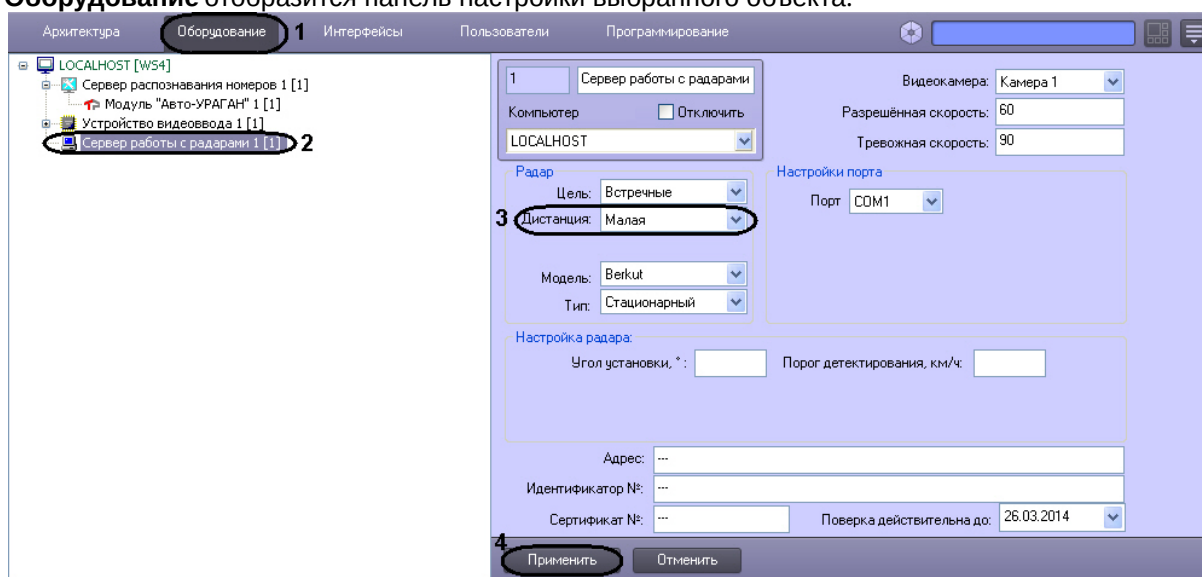 Оборудование отобразится панель настройки выбранного объекта.
Архитектура Оборудование 1 Интерфейсы Пользователи Программирование
LOCALHOST [WS4]
Сервер распознавания номеров 1 [1]
Модуль "Авто-УРАГАН" 1 [1]
Устройство видеоввода 1 [1]
Сервер работы с радарами 1 [1] 2
1 Сервер работы с радарами
Компьютер Отключить
LOCALHOST
Видеокамера: Камера 1
Разрешённая скорость: 60
Тревожная скорость: 90
Радар
Цель: Встречные
3 Дистанция: Малая
Модель: Berkut
Тип: Стационарный
Настройки порта
Порт COM1
Настройка радара:
Угол установки, ° : Порог детектирования, км/ч:
Адрес: ---
Идентификатор №: ---
Сертификат №: --- Поверка действительна до: 26.03.2014
4
Применить Отменить